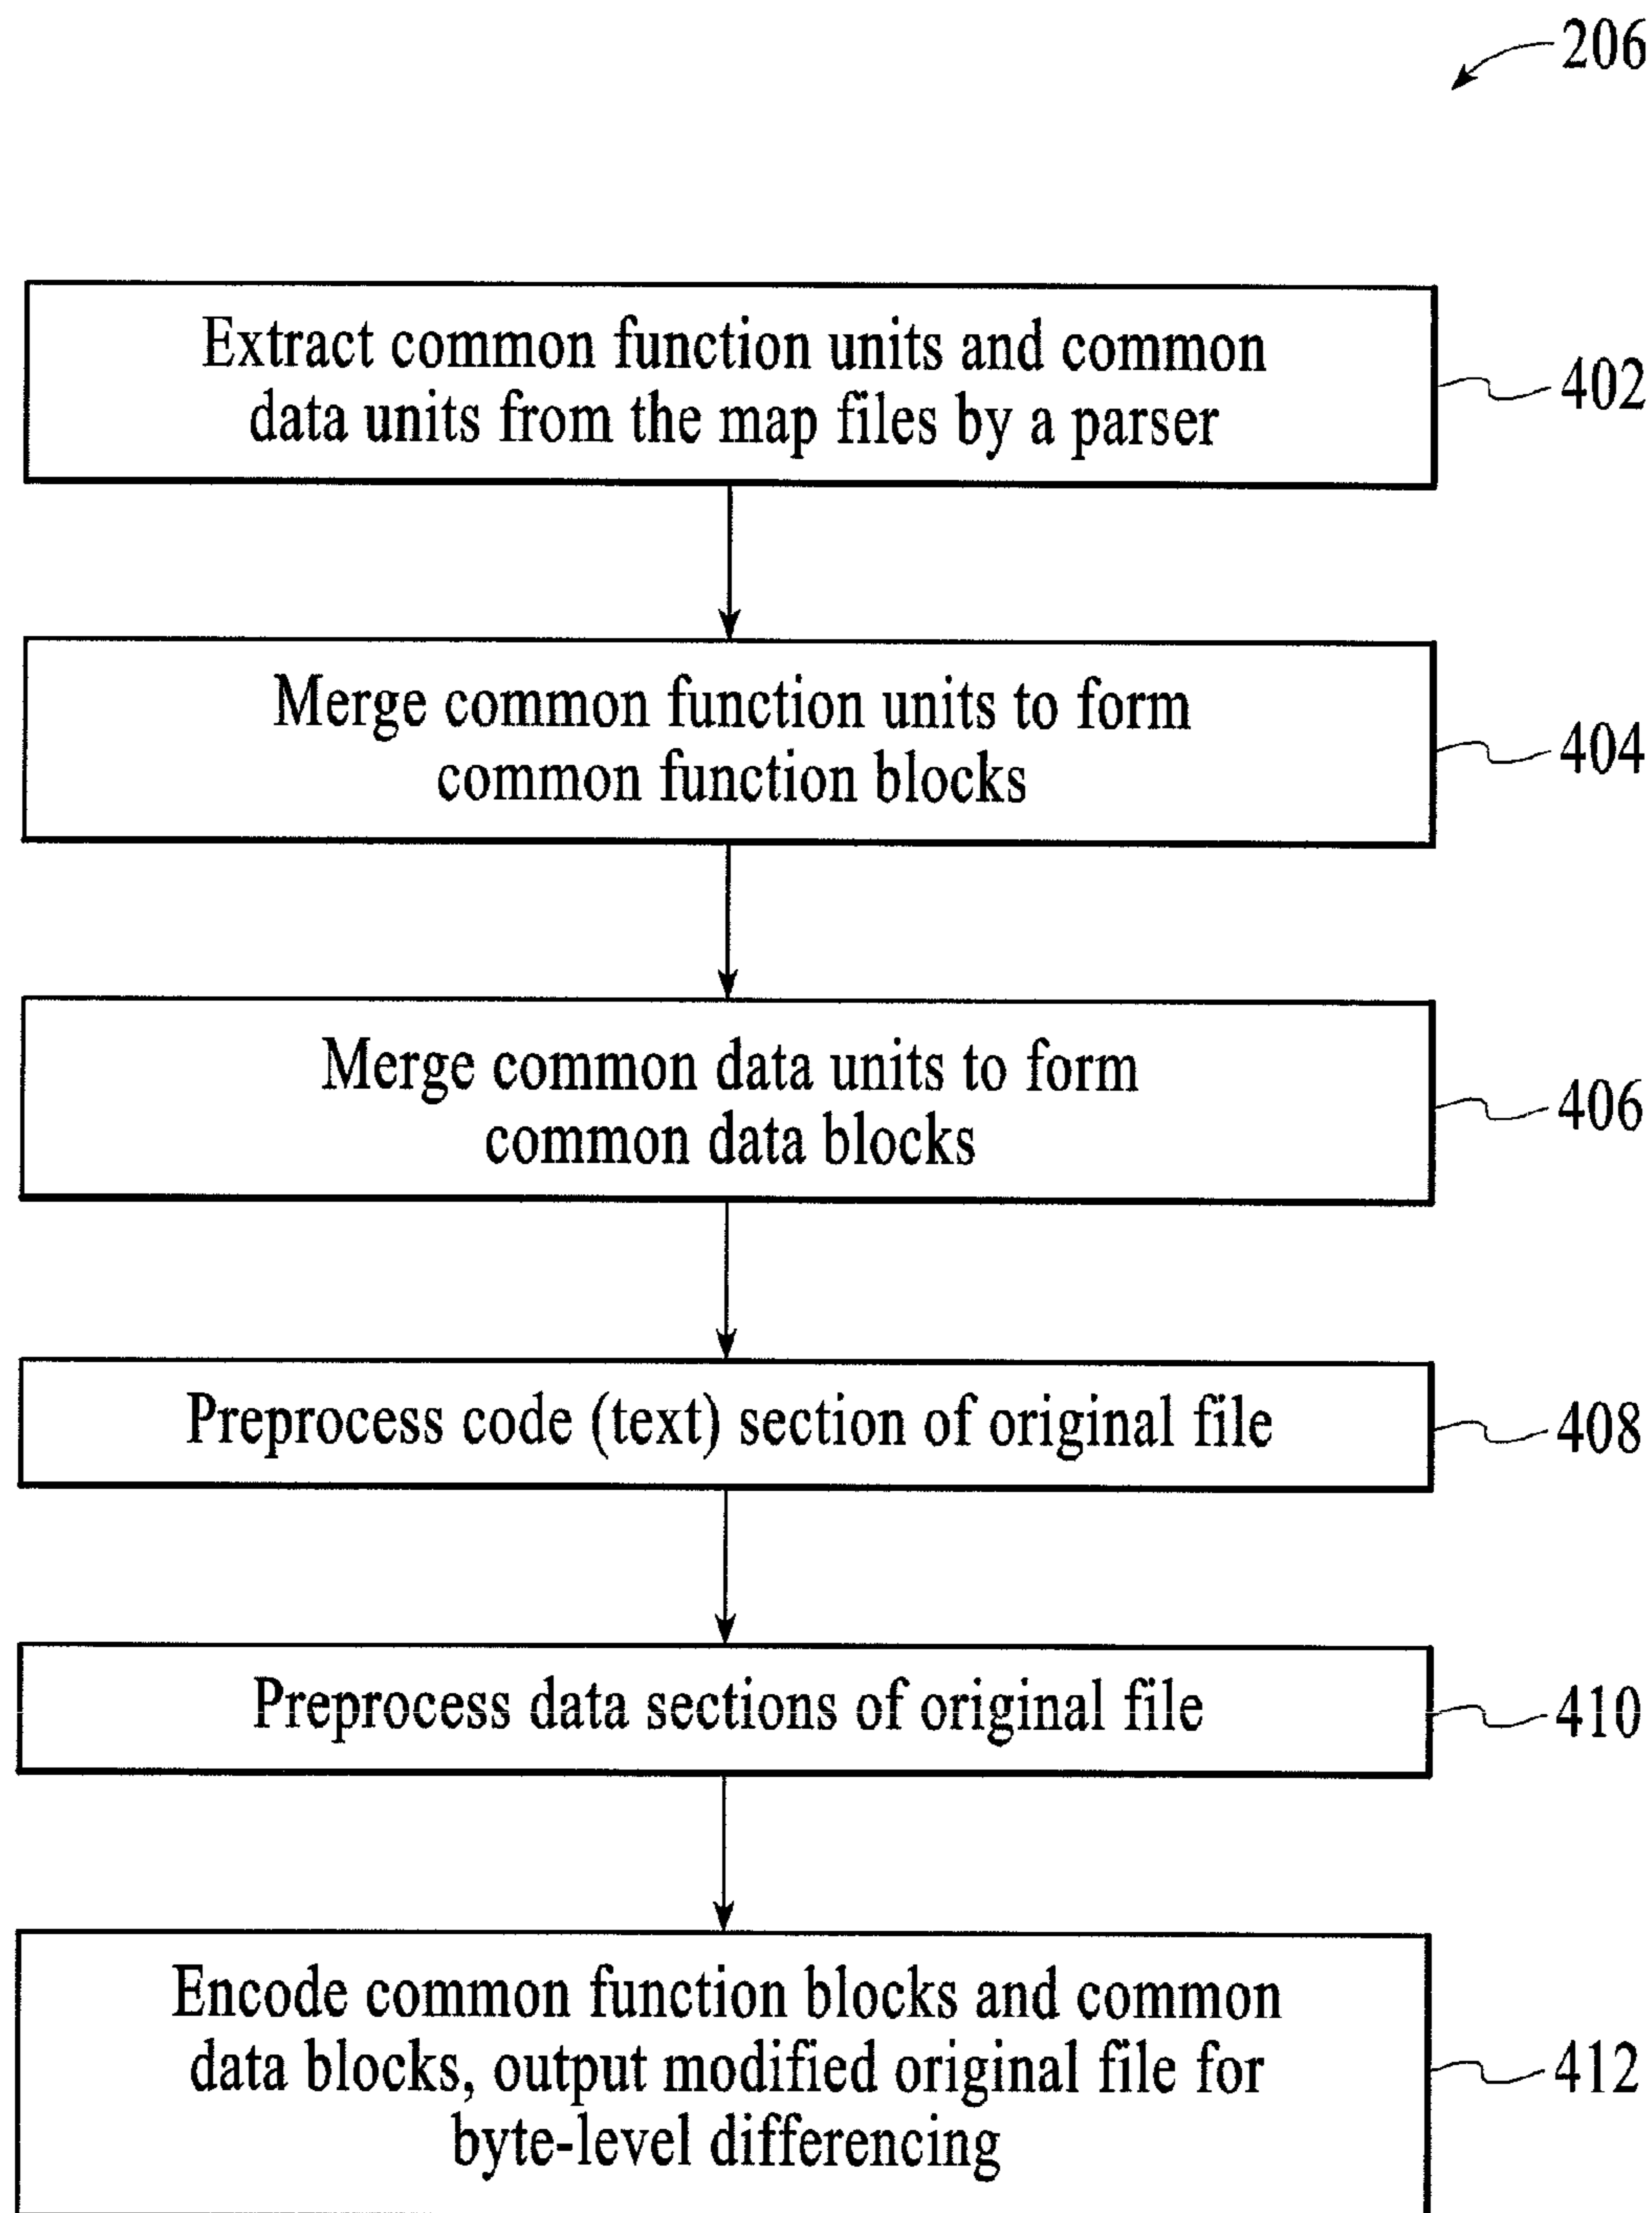 206
Extract common function units and common
data units from the map files by a parser
402
Merge common function units to form
common function blocks
404
Merge common data units to form
common data blocks
406
Preprocess code (text) section of original file
408
Preprocess data sections of original file
410
Encode common function blocks and common
data blocks, output modified original file for
byte-level differencing
412